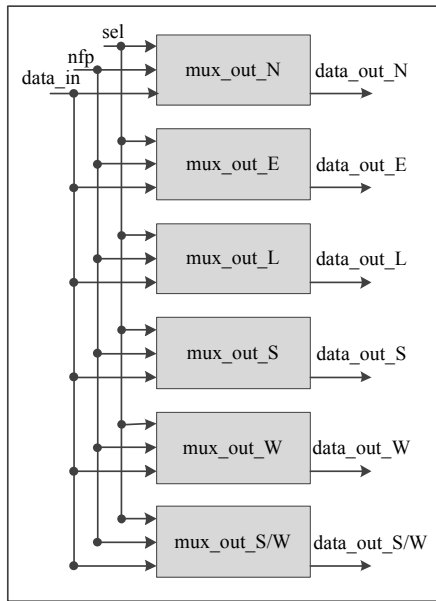 sel
nfp
data_in
mux_out_N
data_out_N
mux_out_E
data_out_E
mux_out_L
data_out_L
mux_out_S
data_out_S
mux_out_W
data_out_W
mux_out_S/W
data_out_S/W